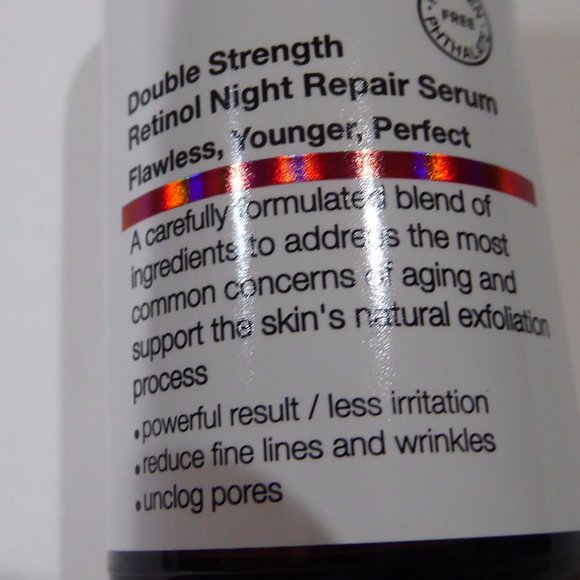 FREE
PHTHAL
Double Strength
Retinol Night Repair Serum
Flawless, Younger, Perfect
A carefully formulated blend of
ingredients to address the most
common concerns of aging and
support the skin's natural exfoliation
process
•powerful result / less irritation
•reduce fine lines and wrinkles
•unclog pores